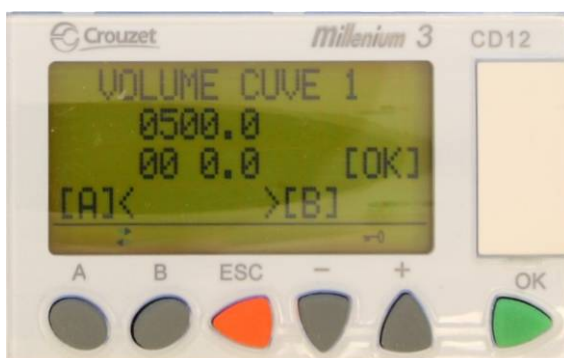 Crouzet Millenium 3 CD12
VOLUME CUVE 1
0500.0
00 0.0 [OK]
[A]< >[B]
A B ESC - + OK